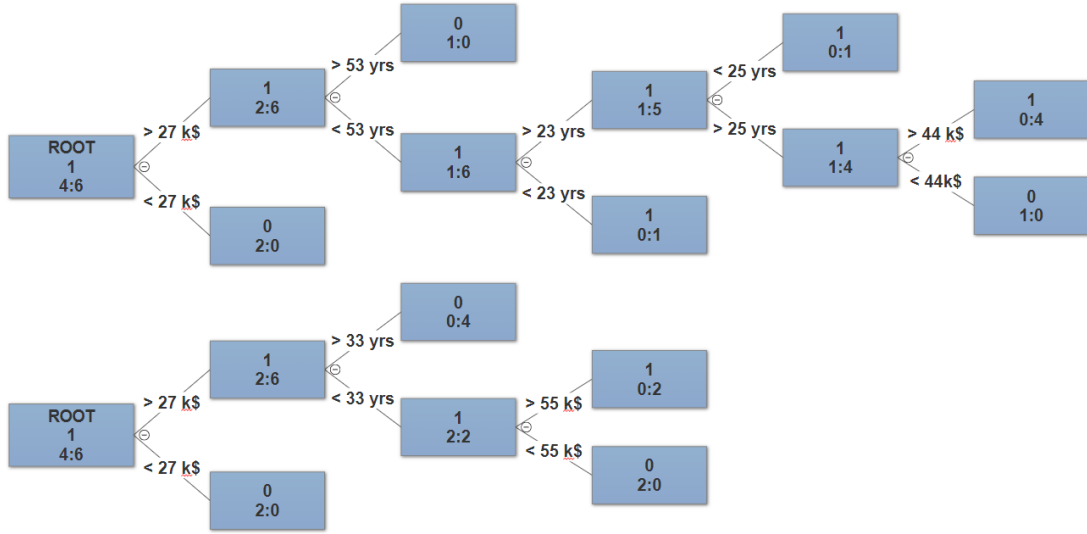 ROOT
1
4:6
> 27 k$
< 27 k$
1
2:6
0
2:0
> 53 yrs
< 53 yrs
0
1:0
1
1:6
> 23 yrs
< 23 yrs
1
1:5
1
0:1
< 25 yrs
> 25 yrs
1
0:1
1
1:4
> 44 k$
< 44k$
1
0:4
0
1:0
ROOT
1
4:6
> 27 k$
< 27 k$
1
2:6
0
2:0
> 33 yrs
< 33 yrs
0
0:4
1
2:2
> 55 k$
< 55 k$
1
0:2
0
2:0